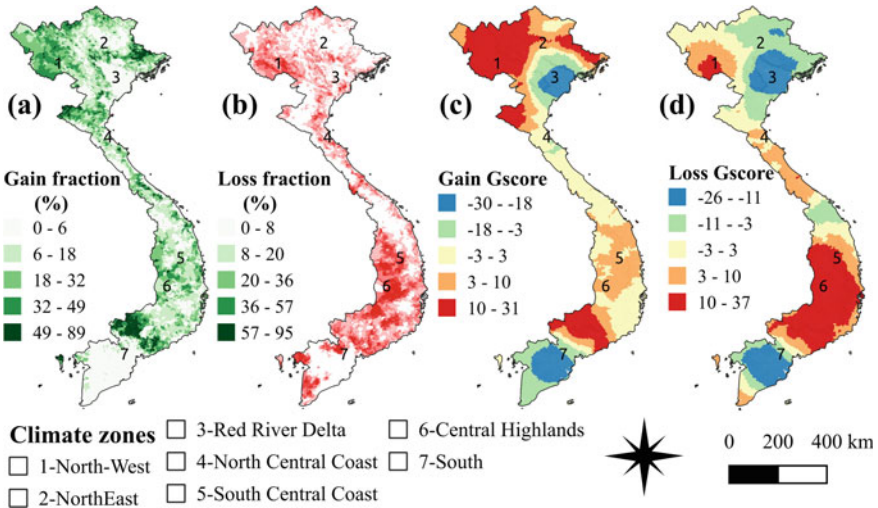 (a)
1
2
3
4
5
6
7
Gain fraction
(%)
0 - 6
6 - 18
18 - 32
32 - 49
49 - 89
(b)
1
2
3
4
5
6
7
Loss fraction
(%)
0 - 8
8 - 20
20 - 36
36 - 57
57 - 95
(c)
1
2
3
4
5
6
7
Gain Gscore
-30 - -18
-18 - -3
-3 - 3
3 - 10
10 - 31
(d)
1
2
3
4
5
6
7
Loss Gscore
-26 - -11
-11 - -3
-3 - 3
3 - 10
10 - 37
Climate zones
1-North-West
2-NorthEast
3-Red River Delta
4-North Central Coast
5-South Central Coast
6-Central Highlands
7-South
0 200 400 km